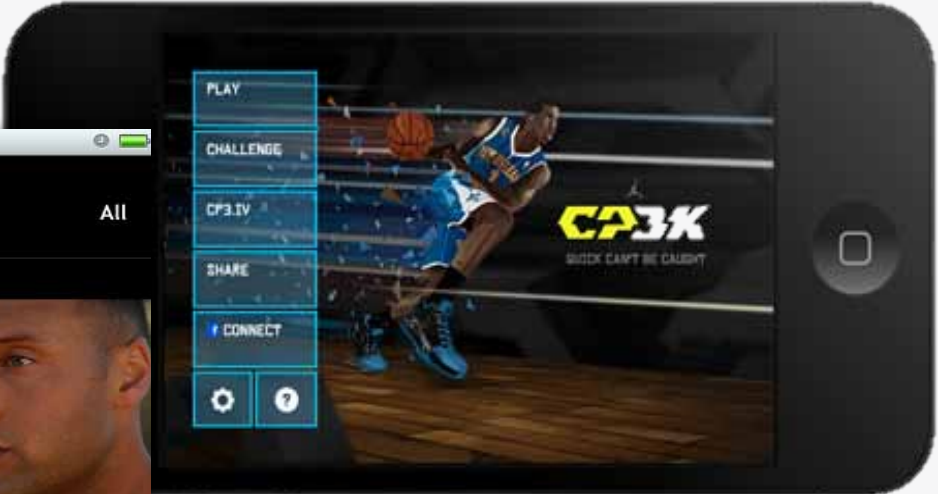 All
PLAY
CHALLENGE
CP3.IV
SHARE
f CONNECT
?
CP3K
QUICK CAN'T BE CAUGHT